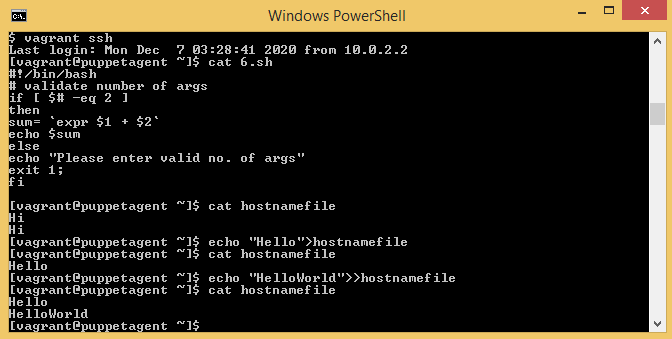 Windows PowerShell
$ vagrant ssh
Last login: Mon Dec  7 03:28:41 2020 from 10.0.2.2
[vagrant@puppetagent ~]$ cat 6.sh
#!/bin/bash
# validate number of args
if [ $# -eq 2 ]
then
sum= `expr $1 + $2`
echo $sum
else
echo "Please enter valid no. of args"
exit 1;
fi
[vagrant@puppetagent ~]$ cat hostnamefile
Hi
Hi
[vagrant@puppetagent ~]$ echo "Hello">hostnamefile
[vagrant@puppetagent ~]$ cat hostnamefile
Hello
[vagrant@puppetagent ~]$ echo "HelloWorld">>hostnamefile
[vagrant@puppetagent ~]$ cat hostnamefile
Hello
HelloWorld
[vagrant@puppetagent ~]$